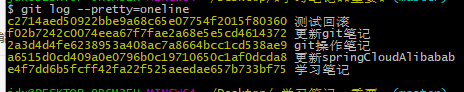 $ git log --pretty=oneline
c2714aed50922bbe9a68c65e07754f2015f80360 测试回滚
f02b7242c0074eea67f7fae2a68e5e5cd4614372 更新git笔记
2a3d4d4fe6238953a408ac7a8664bcc1cd538ae9 git操作笔记
a6515d0cd409a0e0796b0c19710650c1af0dcda8 更新springCloudAlibabab
e4f7dd6b5fcff42fa22f525aeedae657b733bf75 学习笔记